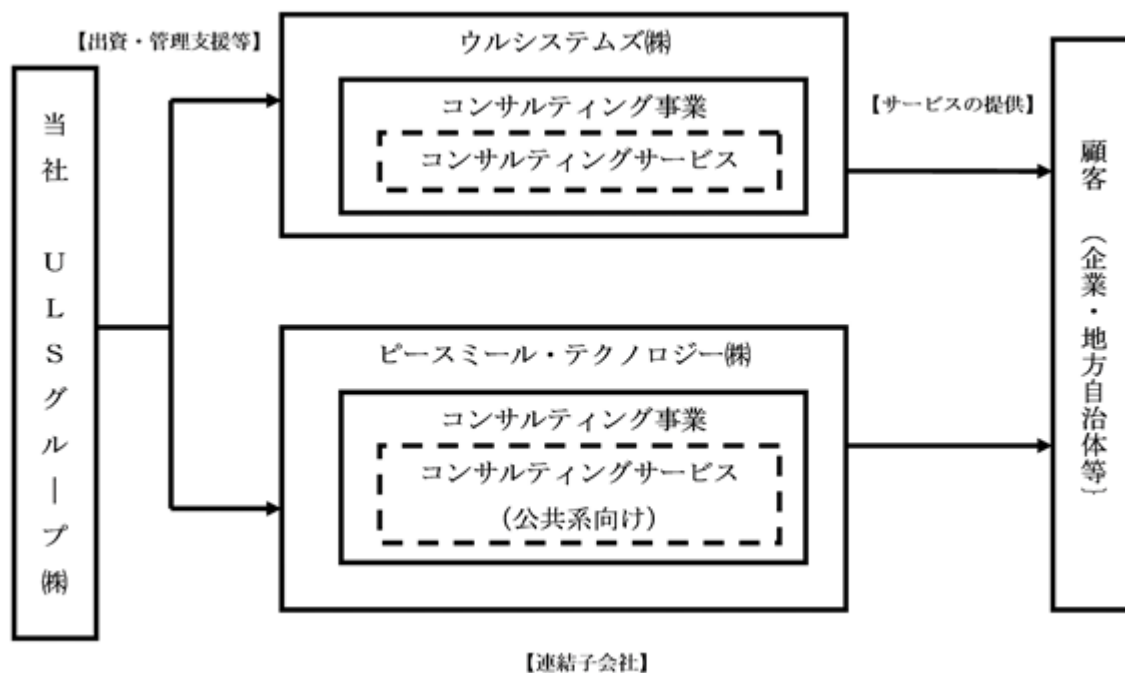 【出資・管理支援等】
当社 ULSグループ㈱
ウルシステムズ㈱
コンサルティング事業
コンサルティングサービス
ピースミール・テクノロジー㈱
コンサルティング事業
コンサルティングサービス
（公共系向け）
【サービスの提供】
顧客 （企業・地方自治体等）
【連結子会社】